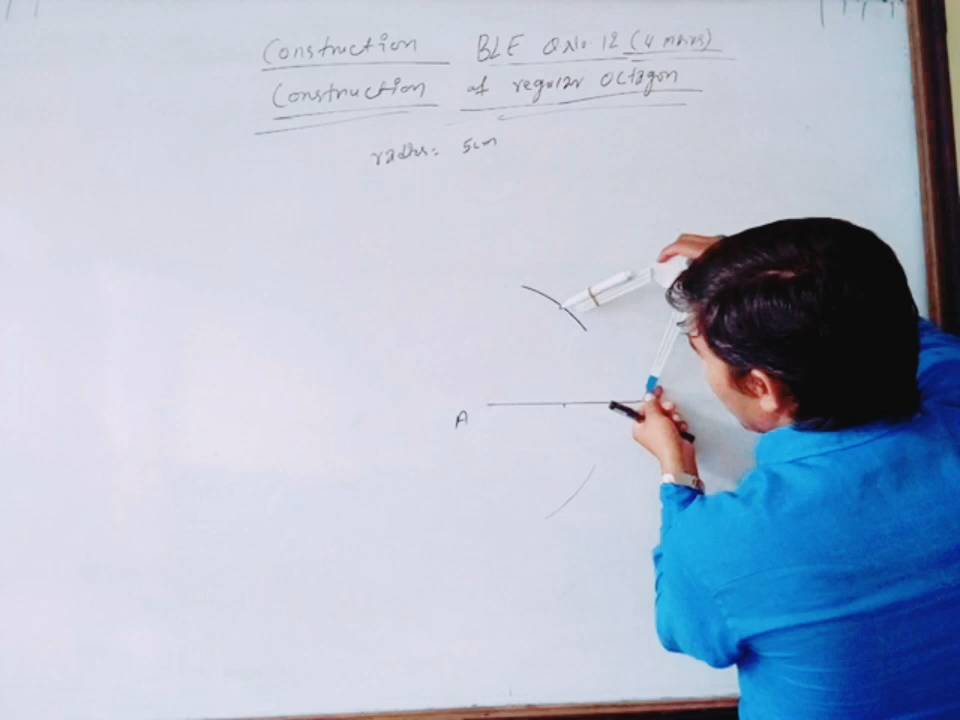 Construction BLE Q.No. 12 (4 marks)
Construction of regular Octagon
radius = 5cm
A